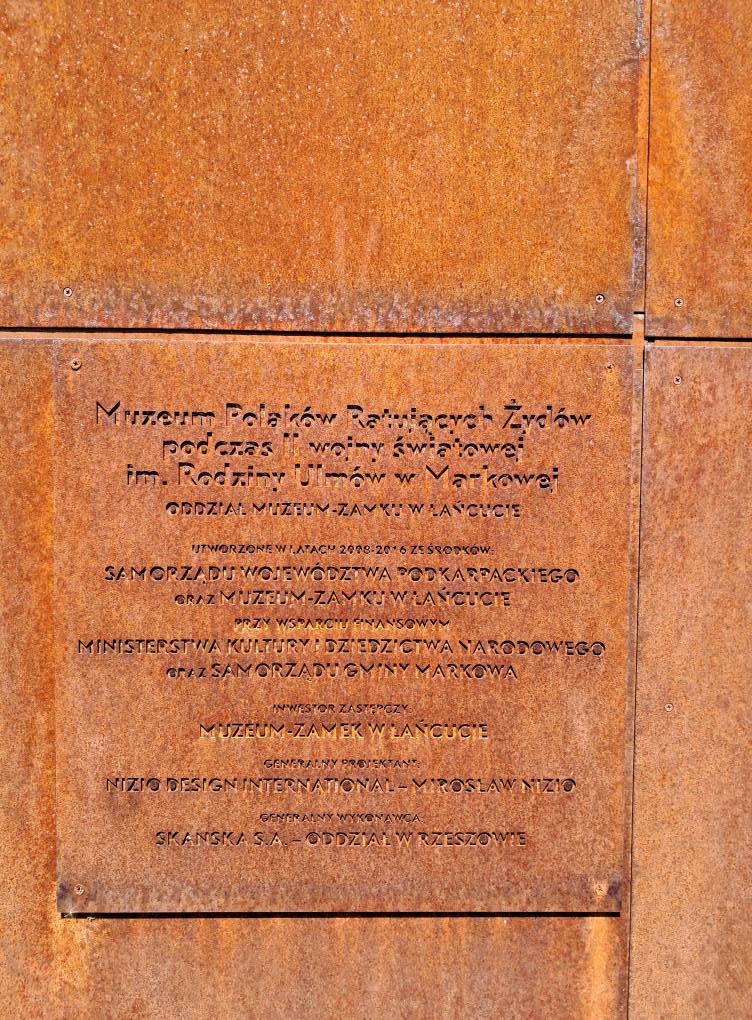 Muzeum Polaków Ratujących Żydów
podczas II wojny światowej
im. Rodziny Ulmów w Markowej
ODDZIAŁ MUZEUM-ZAMKU W ŁAŃCUCIE
UTWORZONE W LATACH 2008-2016 ZE ŚRODKÓW:
SAMORZĄDU WOJEWÓDZTWA PODKARPACKIEGO
ORAZ MUZEUM-ZAMKU W ŁAŃCUCIE
PRZY WSPARCIU FINANSOWYM
MINISTERSTWA KULTURY I DZIEDZICTWA NARODOWEGO
ORAZ SAMORZĄDU GMINY MARKOWA
INWESTOR ZASTĘPCZY:
MUZEUM-ZAMEK W ŁAŃCUCIE
GENERALNY PROJEKTANT:
NIZIO DESIGN INTERNATIONAL – MIROSŁAW NIZIO
GENERALNY WYKONAWCA:
SKANSKA S.A. – ODDZIAŁ W RZESZOWIE